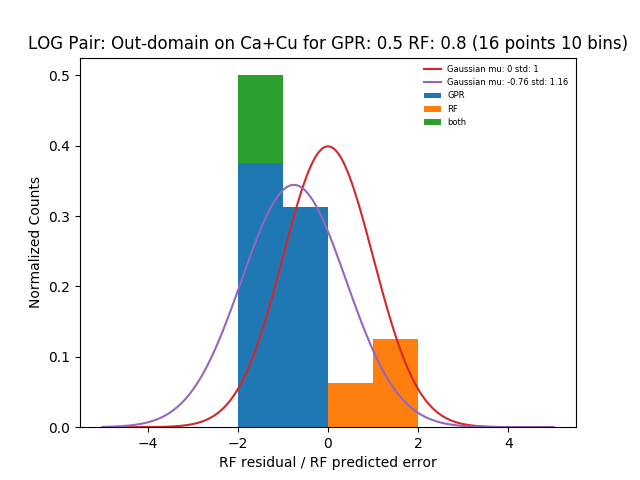 LOG Pair: Out-domain on Ca+Cu for GPR: 0.5 RF: 0.8 (16 points 10 bins)
Gaussian mu: 0 std: 1
Gaussian mu: -0.76 std: 1.16
GPR
RF
both
Normalized Counts
0.5
0.4
0.3
0.2
0.1
0.0
−4 −2 0 2 4
RF residual / RF predicted error